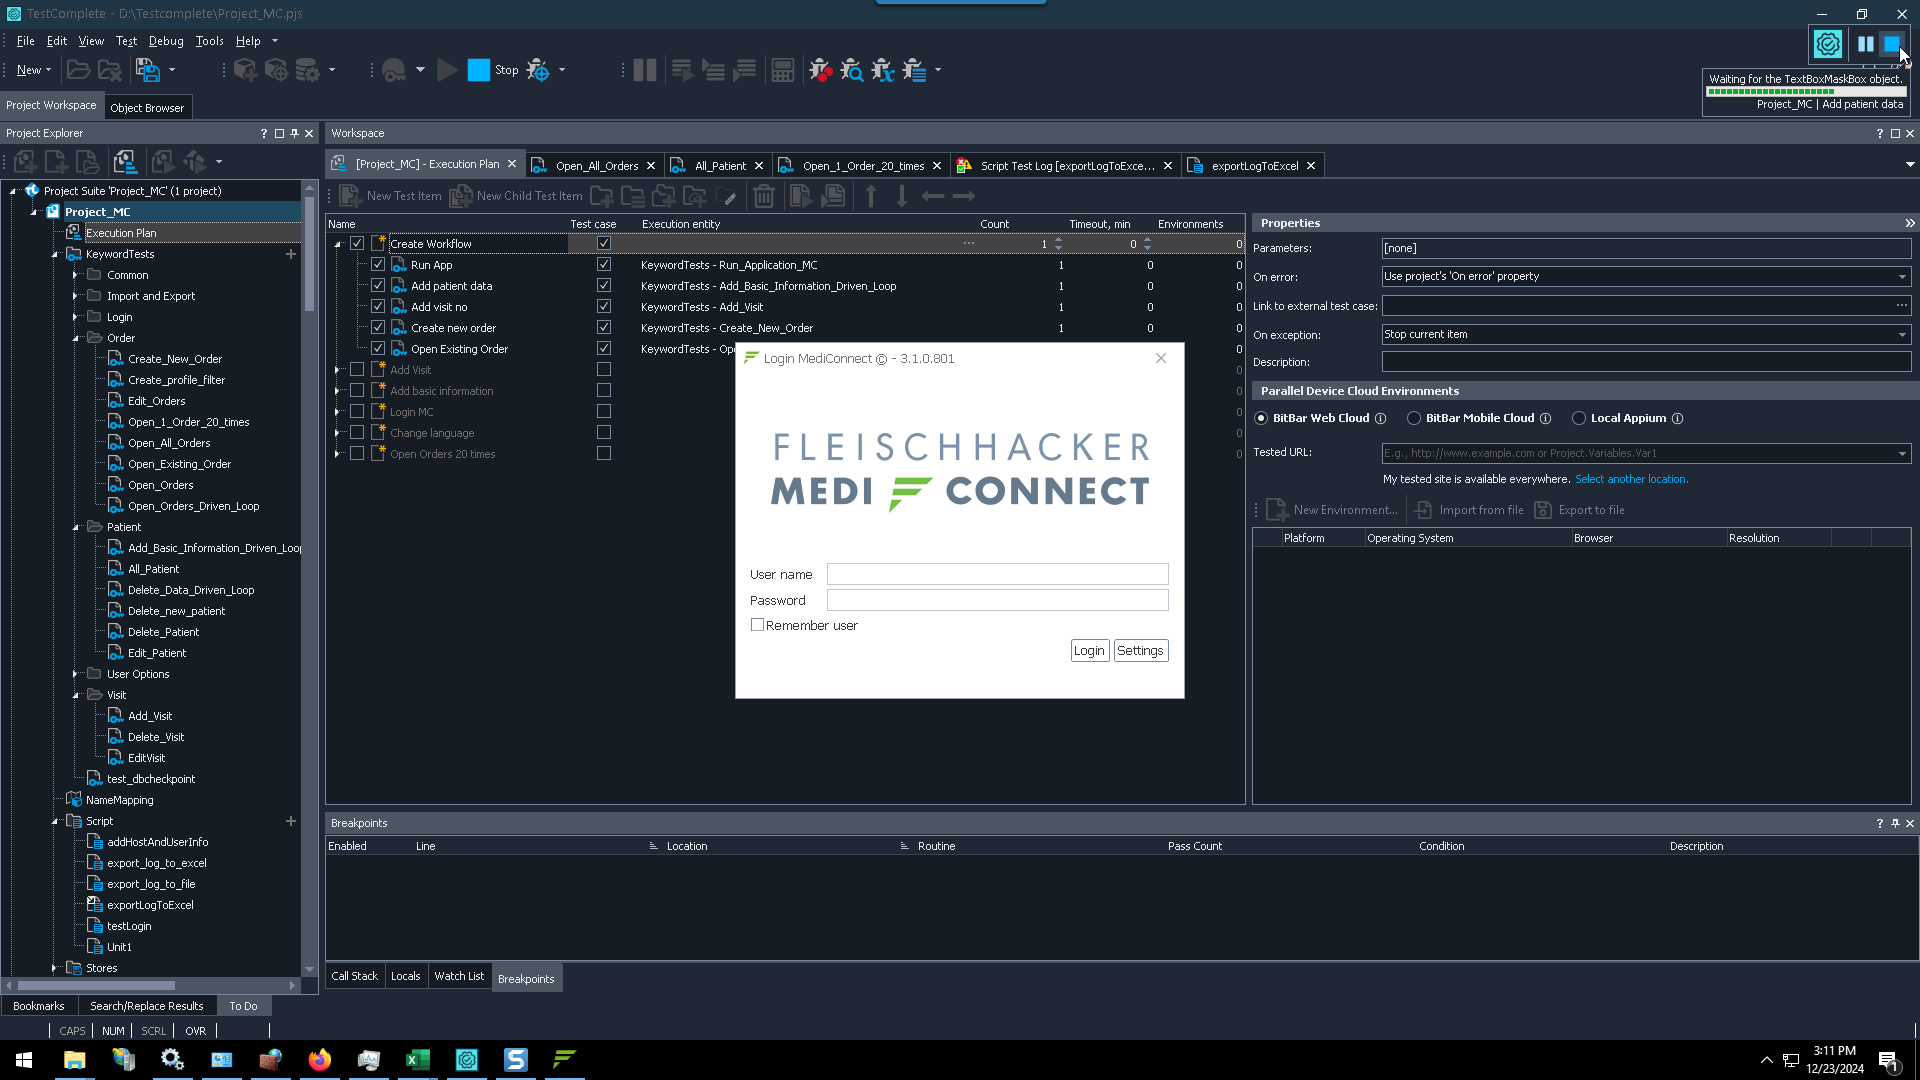 TestComplete - D:\Testcomplete\Project_MC.pjs
File Edit View Test Debug Tools Help
New Stop
Waiting for the TextBoxMaskBox object.
Project_MC | Add patient data
Project Workspace Object Browser
Project Explorer
Workspace
[Project_MC] - Execution Plan
Open_All_Orders
All_Patient
Open_1_Order_20_times
Script Test Log [exportLogToExce...
exportLogToExcel
New Test Item New Child Test Item
Project Suite 'Project_MC' (1 project)
Project_MC
Execution Plan
KeywordTests
Common
Import and Export
Login
Order
Create_New_Order
Create_profile_filter
Edit_Orders
Open_1_Order_20_times
Open_All_Orders
Open_Existing_Order
Open_Orders
Open_Orders_Driven_Loop
Patient
Add_Basic_Information_Driven_Loop
All_Patient
Delete_Data_Driven_Loop
Delete_new_patient
Delete_Patient
Edit_Patient
User Options
Visit
Add_Visit
Delete_Visit
EditVisit
test_dbcheckpoint
NameMapping
Script
addHostAndUserInfo
export_log_to_excel
export_log_to_file
exportLogToExcel
testLogin
Unit1
Stores
Name Test case Execution entity Count Timeout, min Environments
Create Workflow ... 1 0 0
Run App KeywordTests - Run_Application_MC 1 0 0
Add patient data KeywordTests - Add_Basic_Information_Driven_Loop 1 0 0
Add visit no KeywordTests - Add_Visit 1 0 0
Create new order KeywordTests - Create_New_Order 1 0 0
Open Existing Order KeywordTests - Op 0
Add Visit 0
Add basic information 0
Login MC 0
Change language 0
Open Orders 20 times 0
Login MediConnect © - 3.1.0.801
FLEISCHHACKER
MEDI CONNECT
User name
Password
Remember user
Login Settings
Properties
Parameters: [none]
On error: Use project's 'On error' property
Link to external test case: ...
On exception: Stop current item
Description:
Parallel Device Cloud Environments
BitBar Web Cloud BitBar Mobile Cloud Local Appium
Tested URL: E.g., http://www.example.com or Project.Variables.Var1
My tested site is available everywhere. Select another location.
New Environment... Import from file Export to file
Platform Operating System Browser Resolution
Breakpoints
Enabled Line Location Routine Pass Count Condition Description
Call Stack Locals Watch List Breakpoints
Bookmarks Search/Replace Results To Do
CAPS NUM SCRL OVR
3:11 PM
12/23/2024
1